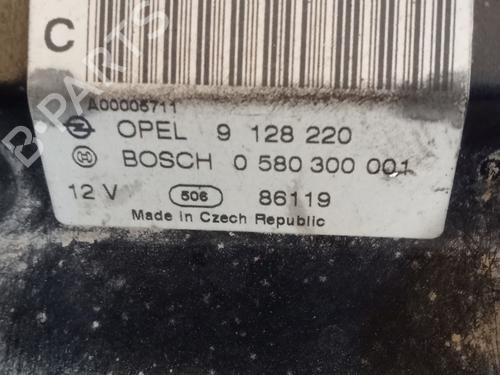 C
A00005711
OPEL 9 128 220
BOSCH 0 580 300 001
12 V 506 86119
Made in Czech Republic
B-PARTS